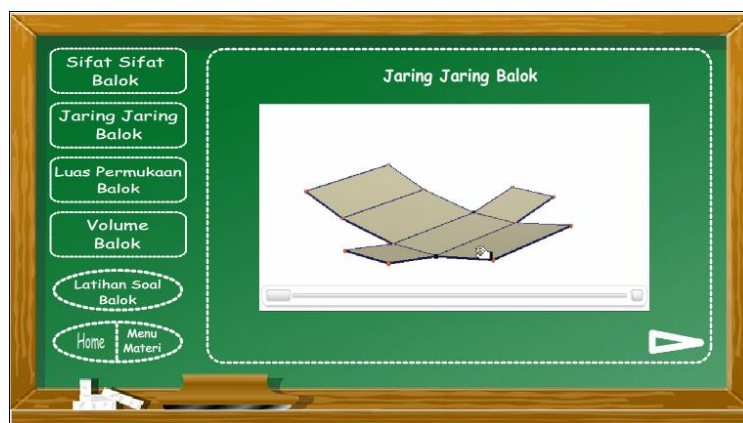 Sifat Sifat
Balok
Jaring Jaring
Balok
Luas Permukaan
Balok
Volume
Balok
Latihan Soal
Balok
Home
Menu
Materi
Jaring Jaring Balok